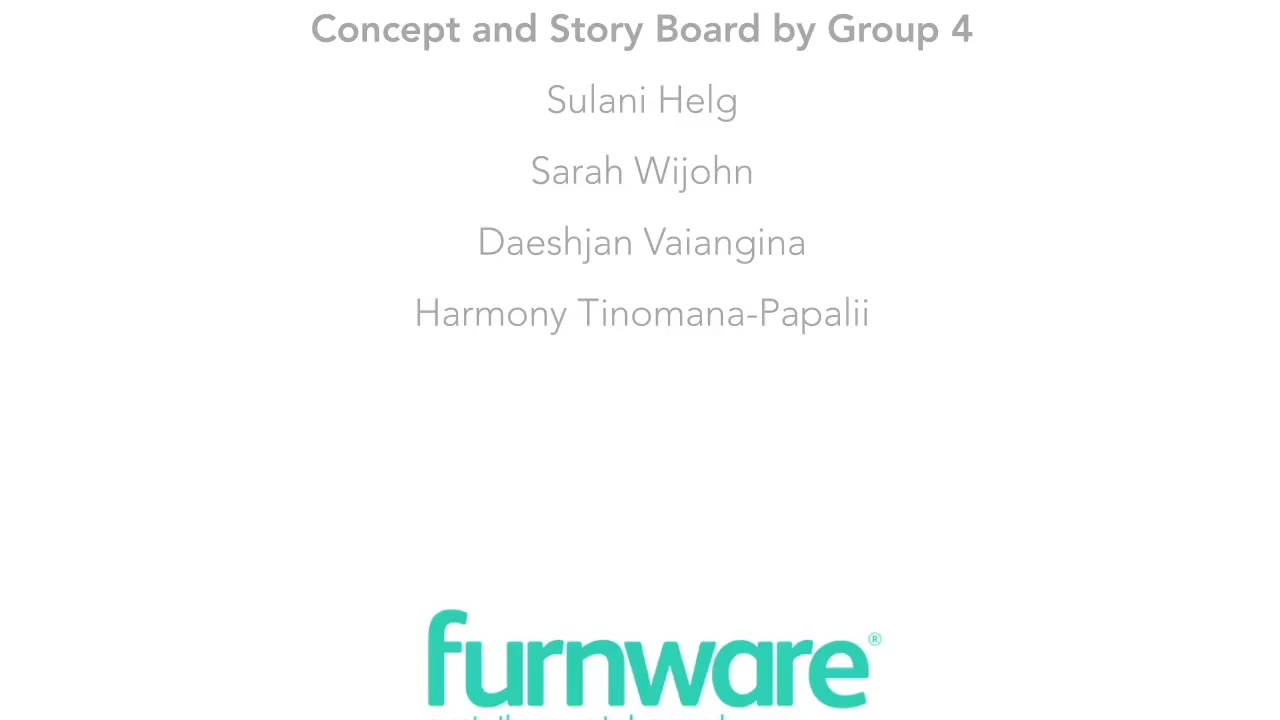 Concept and Story Board by Group 4
Sulani Helg
Sarah Wijohn
Daeshjan Vaiangina
Harmony Tinomana-Papalii
furnware®